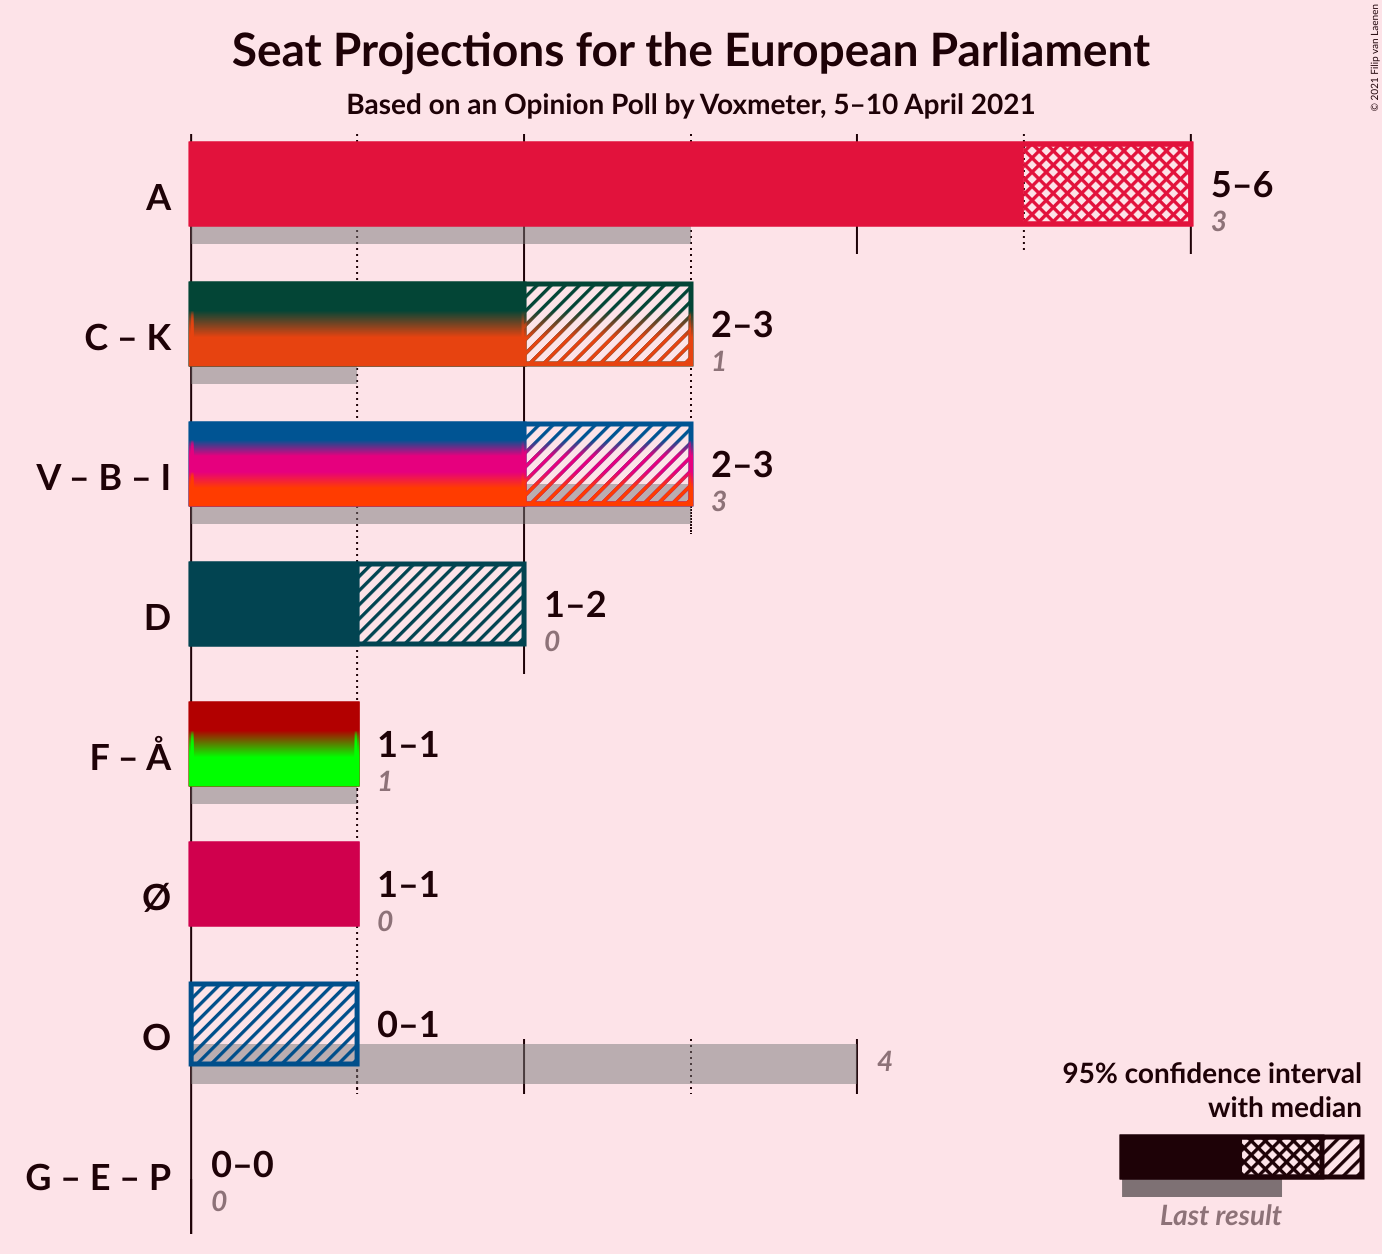 Seat Projections for the European Parliament
Based on an Opinion Poll by Voxmeter, 5–10 April 2021
© 2021 Filip van Laenen
A
5–6
3
C – K
2–3
1
V – B – I
2–3
3
D
1–2
0
F – Å
1–1
1
Ø
1–1
0
O
0–1
4
G – E – P
0–0
0
95% confidence interval
with median
Last result